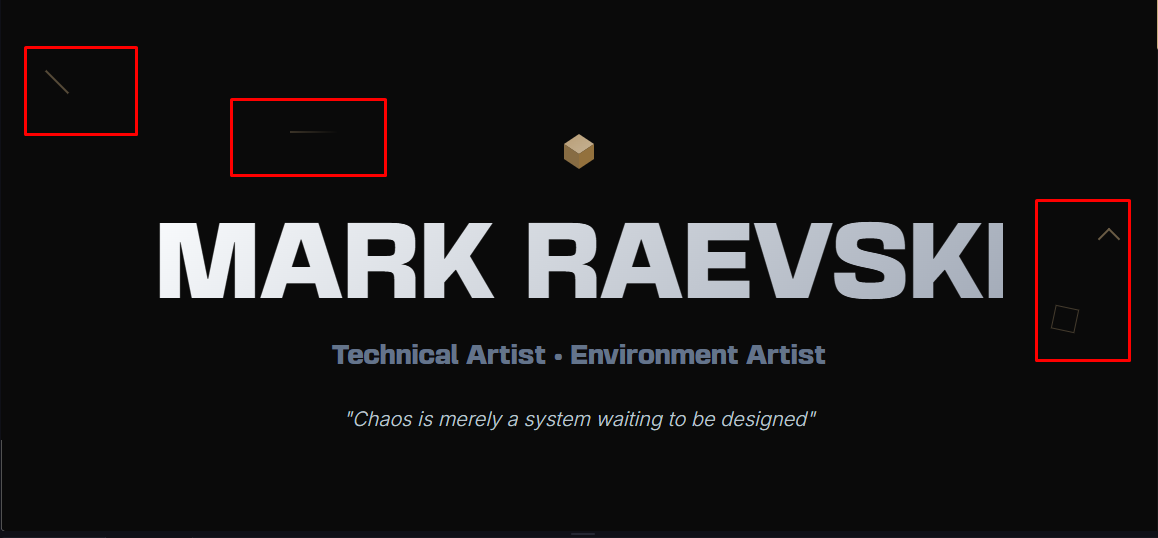 MARK RAEVSKI
Technical Artist • Environment Artist
"Chaos is merely a system waiting to be designed"